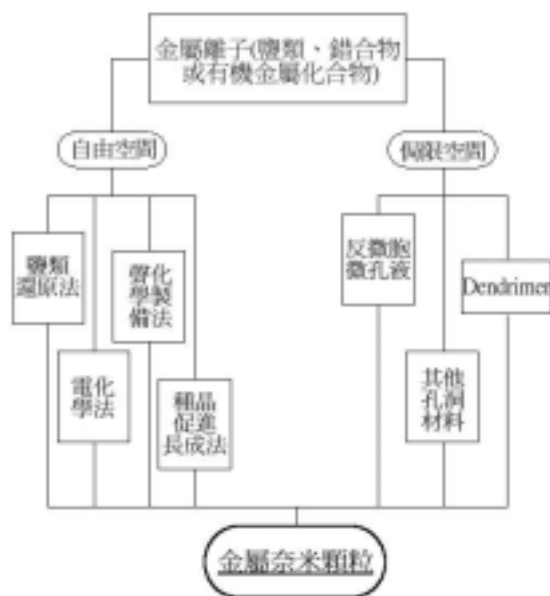 金屬離子(鹽類、錯合物
或有機金屬化合物)
自由空間
侷限空間
鹽類
還原法
電化
學法
聲化
學製
備法
種晶
促進
長成法
反微胞
微孔液
其他
孔洞
材料
Dendrimer
金屬奈米顆粒